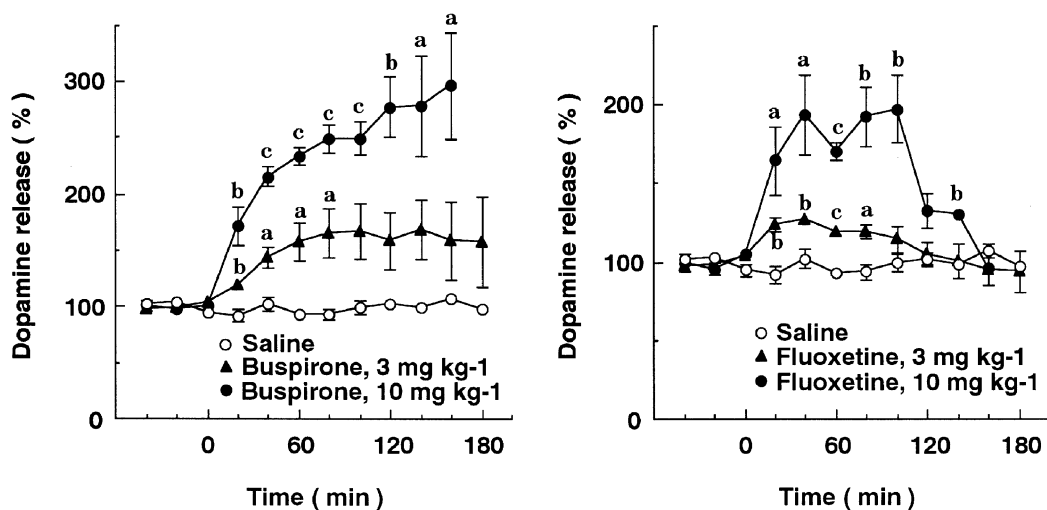 Dopamine release ( % )
300
200
100
0
a
a
b
c
c
c
c
b
a
a
a
b
Saline
Buspirone, 3 mg kg-1
Buspirone, 10 mg kg-1
0 60 120 180
Time ( min )
Dopamine release ( % )
200
100
0
a
b
b
a
c
b
b
c
a
b
Saline
Fluoxetine, 3 mg kg-1
Fluoxetine, 10 mg kg-1
0 60 120 180
Time ( min )